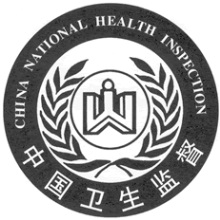 CHINA NATIONAL HEALTH INSPECTION
中国卫生监督